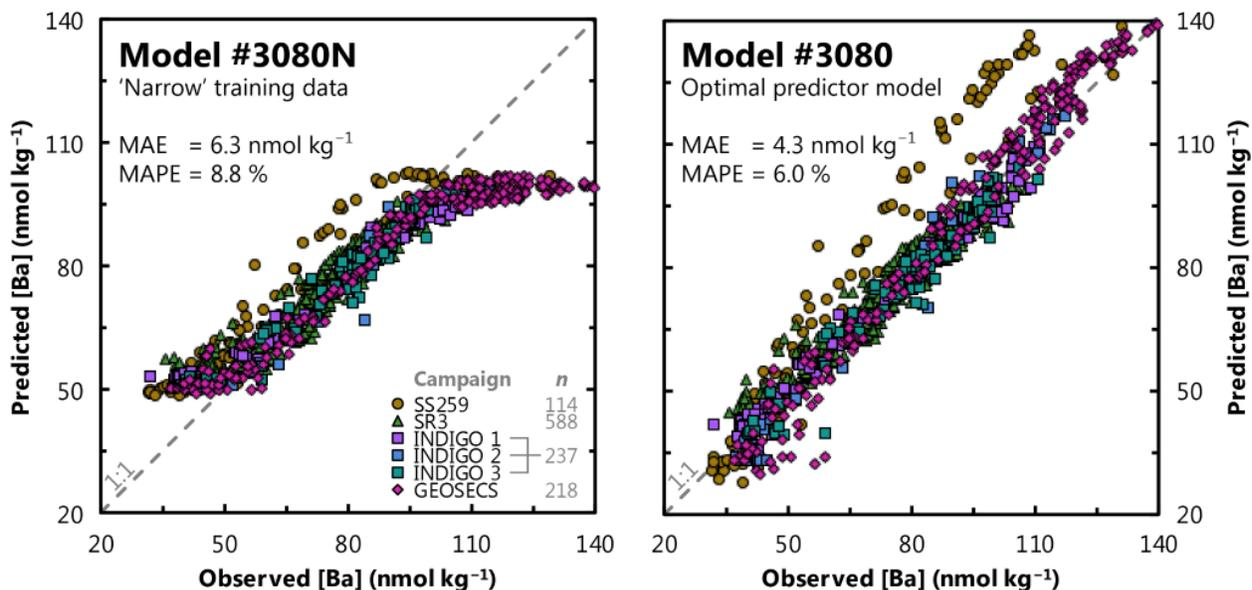 Model #3080N
'Narrow' training data
MAE = 6.3 nmol kg⁻¹
MAPE = 8.8 %
140
110
80
50
20
Predicted [Ba] (nmol kg⁻¹)
1:1
Campaign n
SS259 114
SR3 588
INDIGO 1
INDIGO 2 237
INDIGO 3
GEOSECS 218
20 50 80 110 140
Observed [Ba] (nmol kg⁻¹)
Model #3080
Optimal predictor model
MAE = 4.3 nmol kg⁻¹
MAPE = 6.0 %
1:1
140
110
80
50
20
Predicted [Ba] (nmol kg⁻¹)
20 50 80 110 140
Observed [Ba] (nmol kg⁻¹)